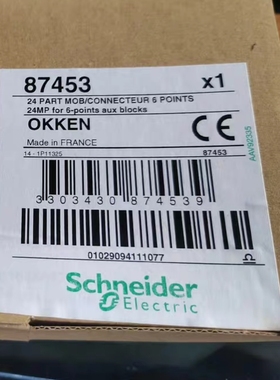 87453 x1
24 PART MOB/CONNECTEUR 6 POINTS
24MP for 6-points aux blocks
OKKEN CE
Made in FRANCE
14 - 1P11325 87453
AAV92335
3 303430 874539
01029094111077
Schneider
Electric